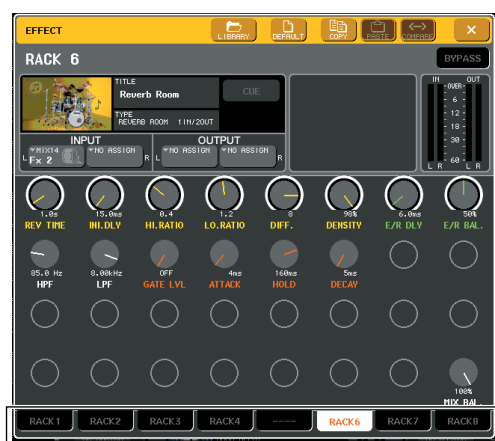 EFFECT
LIBRARY DEFAULT COPY PASTE COMPARE ×
RACK 6
BYPASS
TITLE
Reverb Room
CUE
TYPE
REVERB ROOM 1IN/2OUT
IN OUT
OVER
6
12
18
30
60
L R L R
INPUT OUTPUT
L ▼MIX14 ▼NO ASSIGN R L ▼NO ASSIGN ▼NO ASSIGN R
Fx 2
1.0s 15.0ms 0.4 1.2 8 98% 6.0ms 50%
REV TIME INI.DLY HI.RATIO LO.RATIO DIFF. DENSITY E/R DLY E/R BAL.
85.0 Hz 8.00kHz OFF 4ms 160ms 5ms
HPF LPF GATE LVL ATTACK HOLD DECAY
100%
MIX BAL.
RACK1 RACK2 RACK3 RACK4 ---- RACK6 RACK7 RACK8